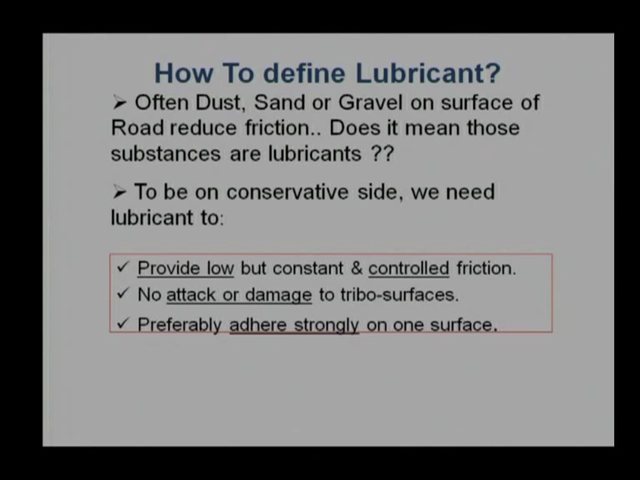 How To define Lubricant?
➢ Often Dust, Sand or Gravel on surface of
Road reduce friction.. Does it mean those
substances are lubricants ??
➢ To be on conservative side, we need
lubricant to:
✓ Provide low but constant & controlled friction.
✓ No attack or damage to tribo-surfaces.
✓ Preferably adhere strongly on one surface.